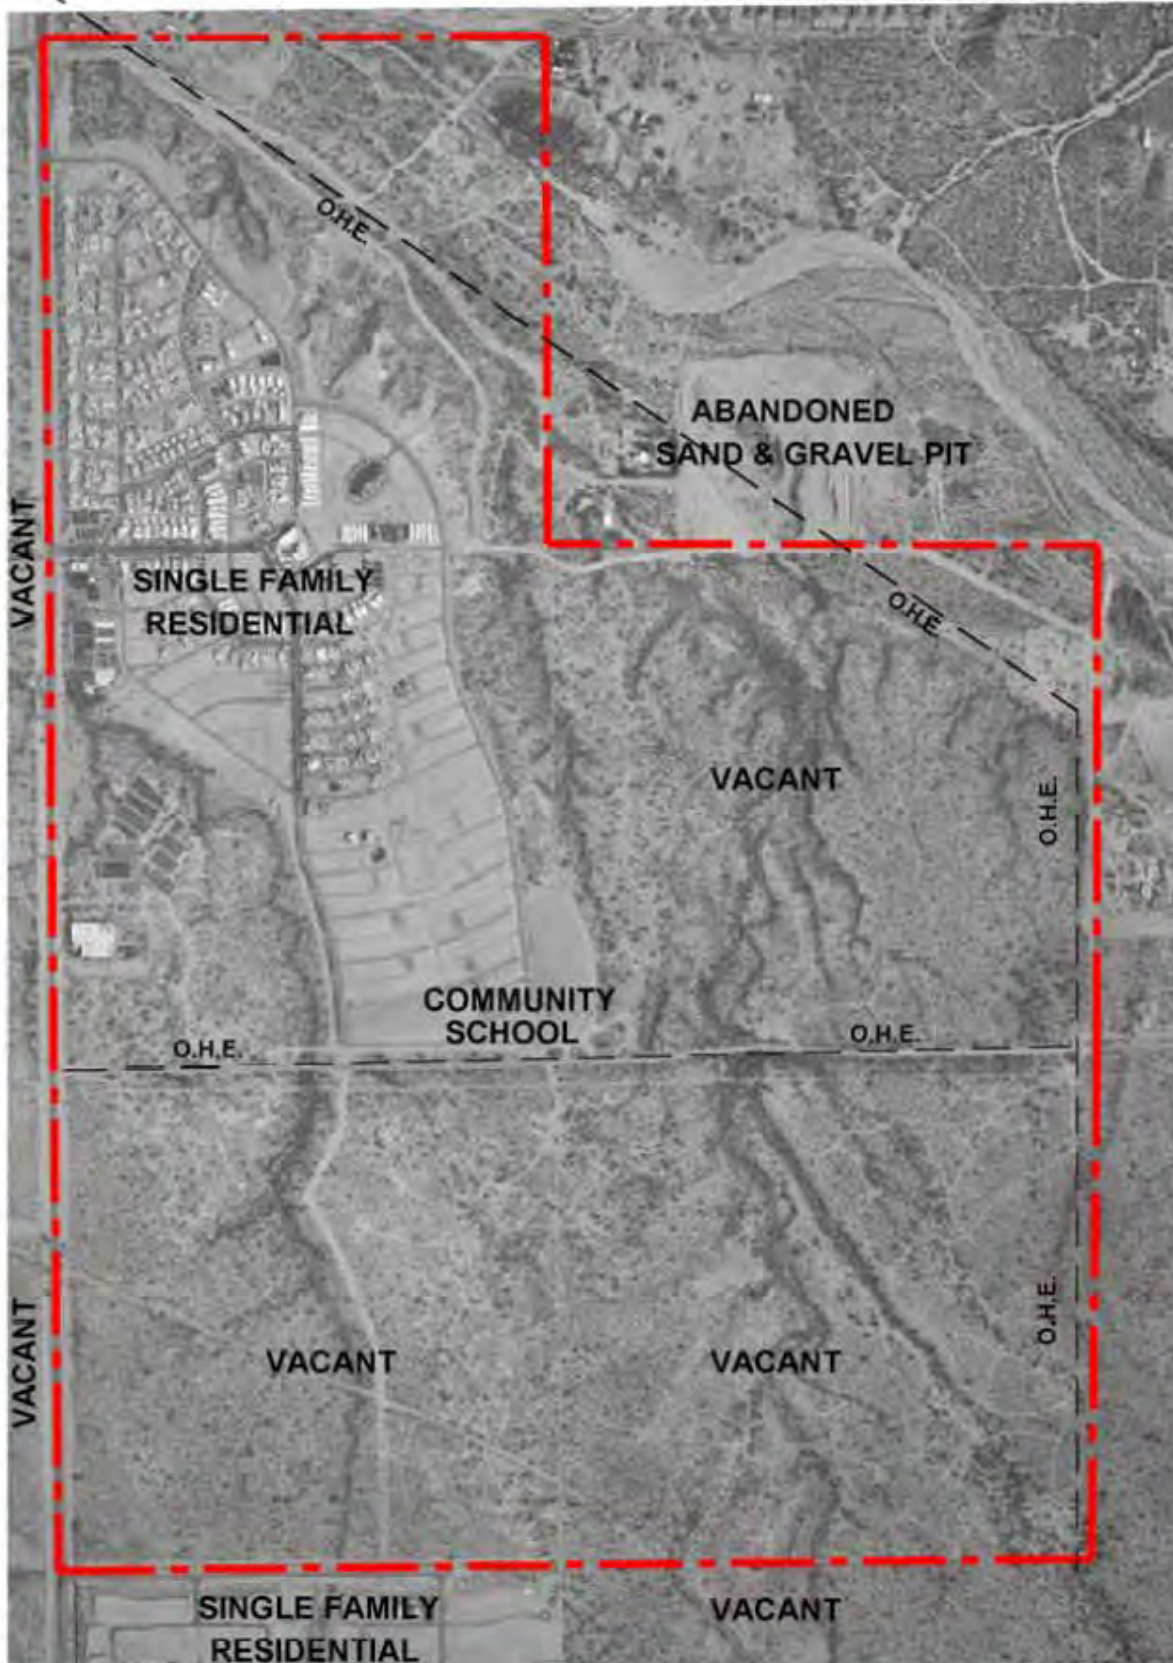 O.H.E.
ABANDONED
SAND & GRAVEL PIT
VACANT
SINGLE FAMILY
RESIDENTIAL
O.H.E.
VACANT
O.H.E.
COMMUNITY
SCHOOL
O.H.E.
O.H.E.
VACANT
VACANT
VACANT
O.H.E.
SINGLE FAMILY
RESIDENTIAL
VACANT